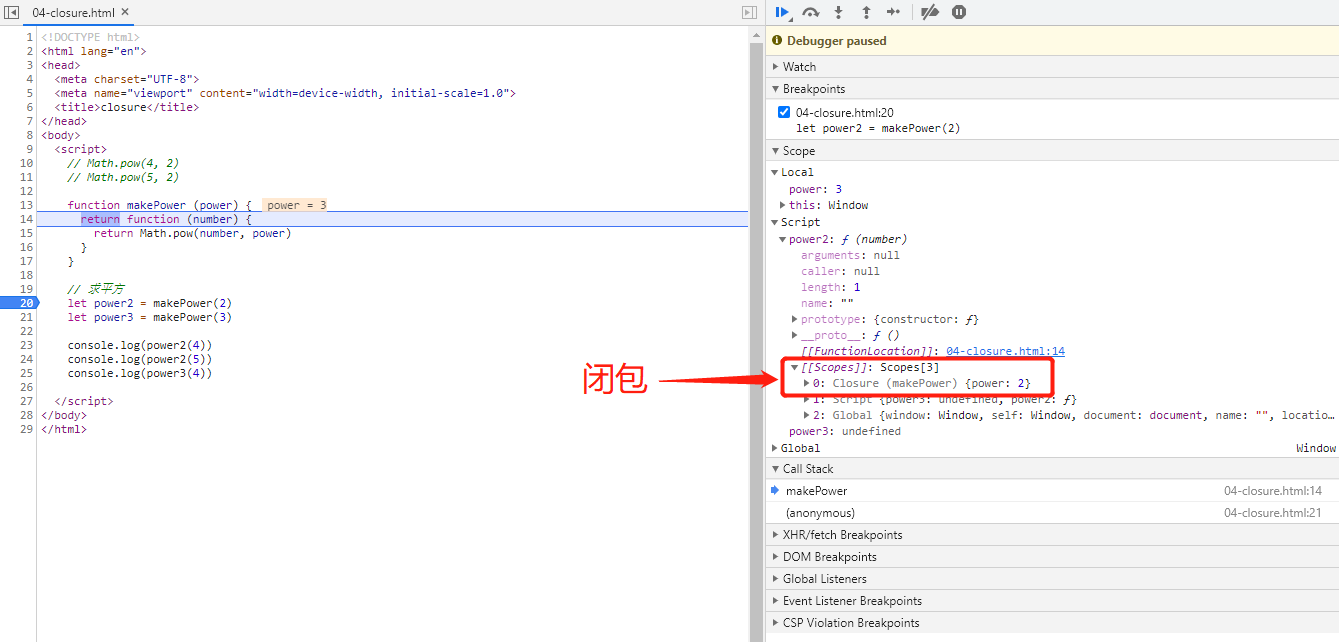 04-closure.html ×
1 <!DOCTYPE html>
2 <html lang="en">
3 <head>
4 <meta charset="UTF-8">
5 <meta name="viewport" content="width=device-width, initial-scale=1.0">
6 <title>closure</title>
7 </head>
8 <body>
9 <script>
10 // Math.pow(4, 2)
11 // Math.pow(5, 2)
12
13 function makePower (power) { power = 3
14 return function (number) {
15 return Math.pow(number, power)
16 }
17 }
18
19 // 求平方
20 let power2 = makePower(2)
21 let power3 = makePower(3)
22
23 console.log(power2(4))
24 console.log(power2(5))
25 console.log(power3(4))
26
27 </script>
28 </body>
29 </html>
闭包
Debugger paused
Watch
Breakpoints
04-closure.html:20
let power2 = makePower(2)
Scope
Local
power: 3
this: Window
Script
power2: ƒ (number)
arguments: null
caller: null
length: 1
name: ""
prototype: {constructor: ƒ}
__proto__: ƒ ()
[[FunctionLocation]]: 04-closure.html:14
[[Scopes]]: Scopes[3]
0: Closure (makePower) {power: 2}
1: Script {power3: undefined, power2: ƒ}
2: Global {window: Window, self: Window, document: document, name: "", locatio…
power3: undefined
Global Window
Call Stack
makePower 04-closure.html:14
(anonymous) 04-closure.html:21
XHR/fetch Breakpoints
DOM Breakpoints
Global Listeners
Event Listener Breakpoints
CSP Violation Breakpoints